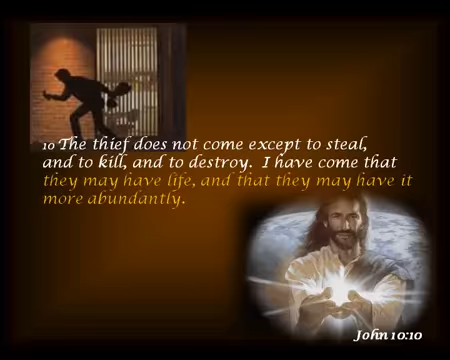 10 The thief does not come except to steal,
and to kill, and to destroy.  I have come that
they may have life, and that they may have it
more abundantly.
John 10:10